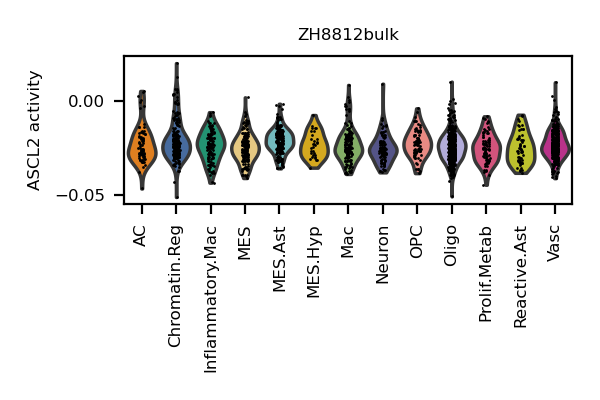 ZH8812bulk
ASCL2 activity
0.00
−0.05
AC
Chromatin.Reg
Inflammatory.Mac
MES
MES.Ast
MES.Hyp
Mac
Neuron
OPC
Oligo
Prolif.Metab
Reactive.Ast
Vasc